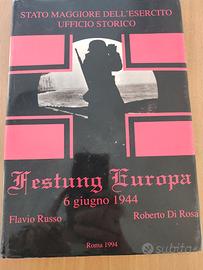 STATO MAGGIORE DELL'ESERCITO
UFFICIO STORICO
Festung Europa
6 giugno 1944
Flavio Russo Roberto Di Rosa
Roma 1994
subito